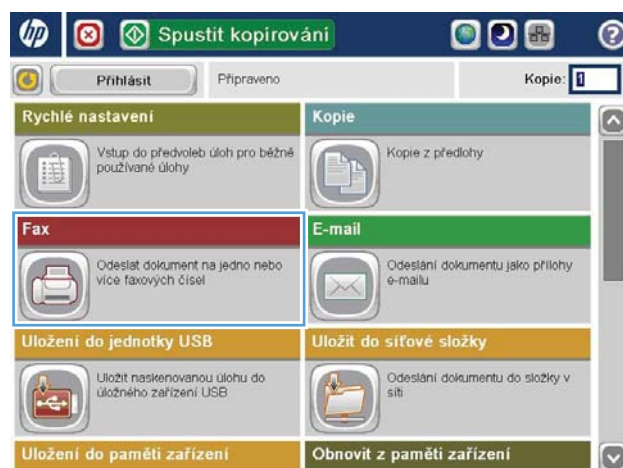 hp
Spustit kopírování
?
Přihlásit
Připraveno
Kopie: 1
Rychlé nastavení
Vstup do předvoleb úloh pro běžně
používané úlohy
Kopie
Kopie z předlohy
Fax
Odeslat dokument na jedno nebo
více faxových čísel
E-mail
Odeslání dokumentu jako přílohy
e-mailu
Uložení do jednotky USB
Uložit naskenovanou úlohu do
úložného zařízení USB
Uložit do síťové složky
Odeslání dokumentu do složky v
síti
Uložení do paměti zařízení
Obnovit z paměti zařízení